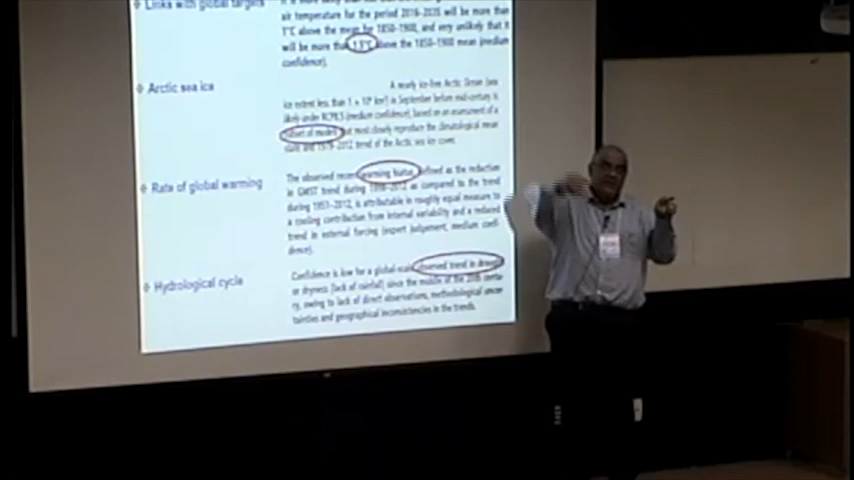 Links with global targets
air temperature for the period 2016–2035 will be more than
1°C above the mean for 1850–1900, and very unlikely that it
will be more than 1.5°C above the 1850–1900 mean (medium
confidence).
Arctic sea ice
A nearly ice-free Arctic Ocean (sea
ice extent less than 1 × 10⁶ km²) in September before mid-century is
likely under RCP8.5 (medium confidence), based on an assessment of a
subset of models that most closely reproduce the climatological mean
state and 1979–2012 trend of the Arctic sea ice cover.
Rate of global warming
The observed recent warming hiatus, defined as the reduction
in GMST trend during 1998–2012 as compared to the trend
during 1951–2012, is attributable in roughly equal measure to
a cooling contribution from internal variability and a reduced
trend in external forcing (expert judgement, medium confi-
dence).
Hydrological cycle
Confidence is low for a global-scale observed trend in drought
or dryness (lack of rainfall) since the middle of the 20th centu-
ry, owing to lack of direct observations, methodological uncer-
tainties and geographical inconsistencies in the trends.